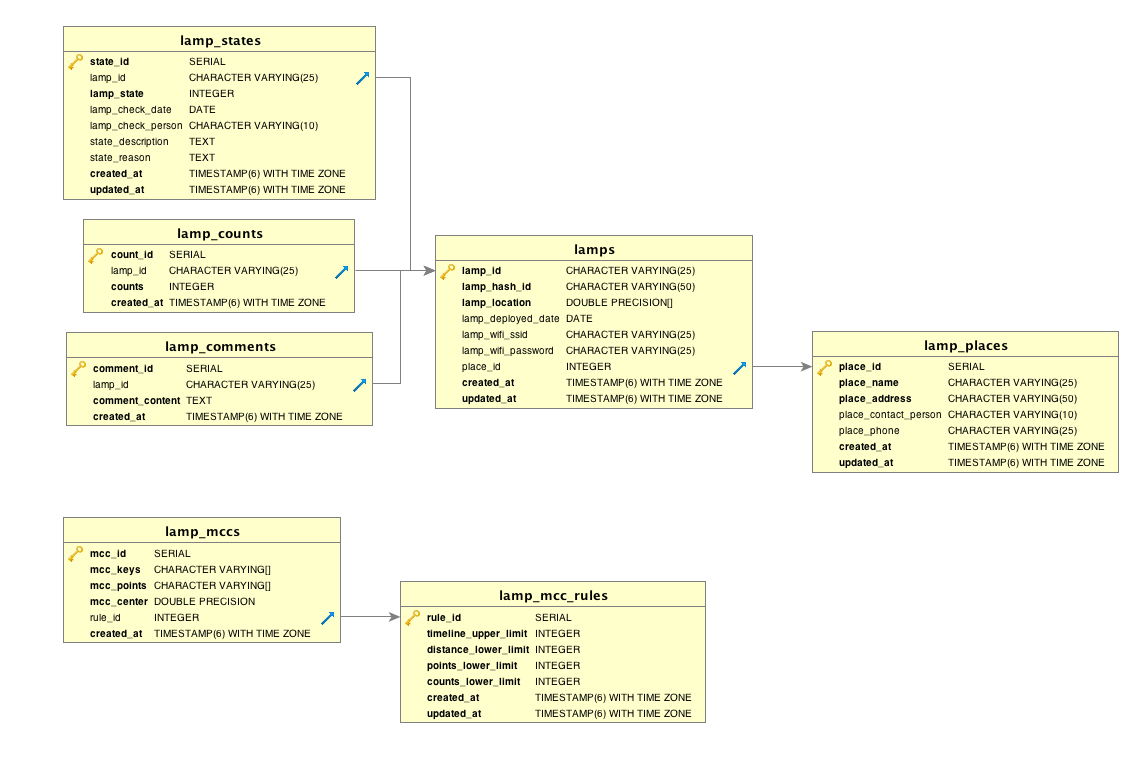 lamp_states
state_id SERIAL
lamp_id CHARACTER VARYING(25)
lamp_state INTEGER
lamp_check_date DATE
lamp_check_person CHARACTER VARYING(10)
state_description TEXT
state_reason TEXT
created_at TIMESTAMP(6) WITH TIME ZONE
updated_at TIMESTAMP(6) WITH TIME ZONE
lamp_counts
count_id SERIAL
lamp_id CHARACTER VARYING(25)
counts INTEGER
created_at TIMESTAMP(6) WITH TIME ZONE
lamp_comments
comment_id SERIAL
lamp_id CHARACTER VARYING(25)
comment_content TEXT
created_at TIMESTAMP(6) WITH TIME ZONE
lamps
lamp_id CHARACTER VARYING(25)
lamp_hash_id CHARACTER VARYING(50)
lamp_location DOUBLE PRECISION[]
lamp_deployed_date DATE
lamp_wifi_ssid CHARACTER VARYING(25)
lamp_wifi_password CHARACTER VARYING(25)
place_id INTEGER
created_at TIMESTAMP(6) WITH TIME ZONE
updated_at TIMESTAMP(6) WITH TIME ZONE
lamp_places
place_id SERIAL
place_name CHARACTER VARYING(25)
place_address CHARACTER VARYING(50)
place_contact_person CHARACTER VARYING(10)
place_phone CHARACTER VARYING(25)
created_at TIMESTAMP(6) WITH TIME ZONE
updated_at TIMESTAMP(6) WITH TIME ZONE
lamp_mccs
mcc_id SERIAL
mcc_keys CHARACTER VARYING[]
mcc_points CHARACTER VARYING[]
mcc_center DOUBLE PRECISION
rule_id INTEGER
created_at TIMESTAMP(6) WITH TIME ZONE
lamp_mcc_rules
rule_id SERIAL
timeline_upper_limit INTEGER
distance_lower_limit INTEGER
points_lower_limit INTEGER
counts_lower_limit INTEGER
created_at TIMESTAMP(6) WITH TIME ZONE
updated_at TIMESTAMP(6) WITH TIME ZONE